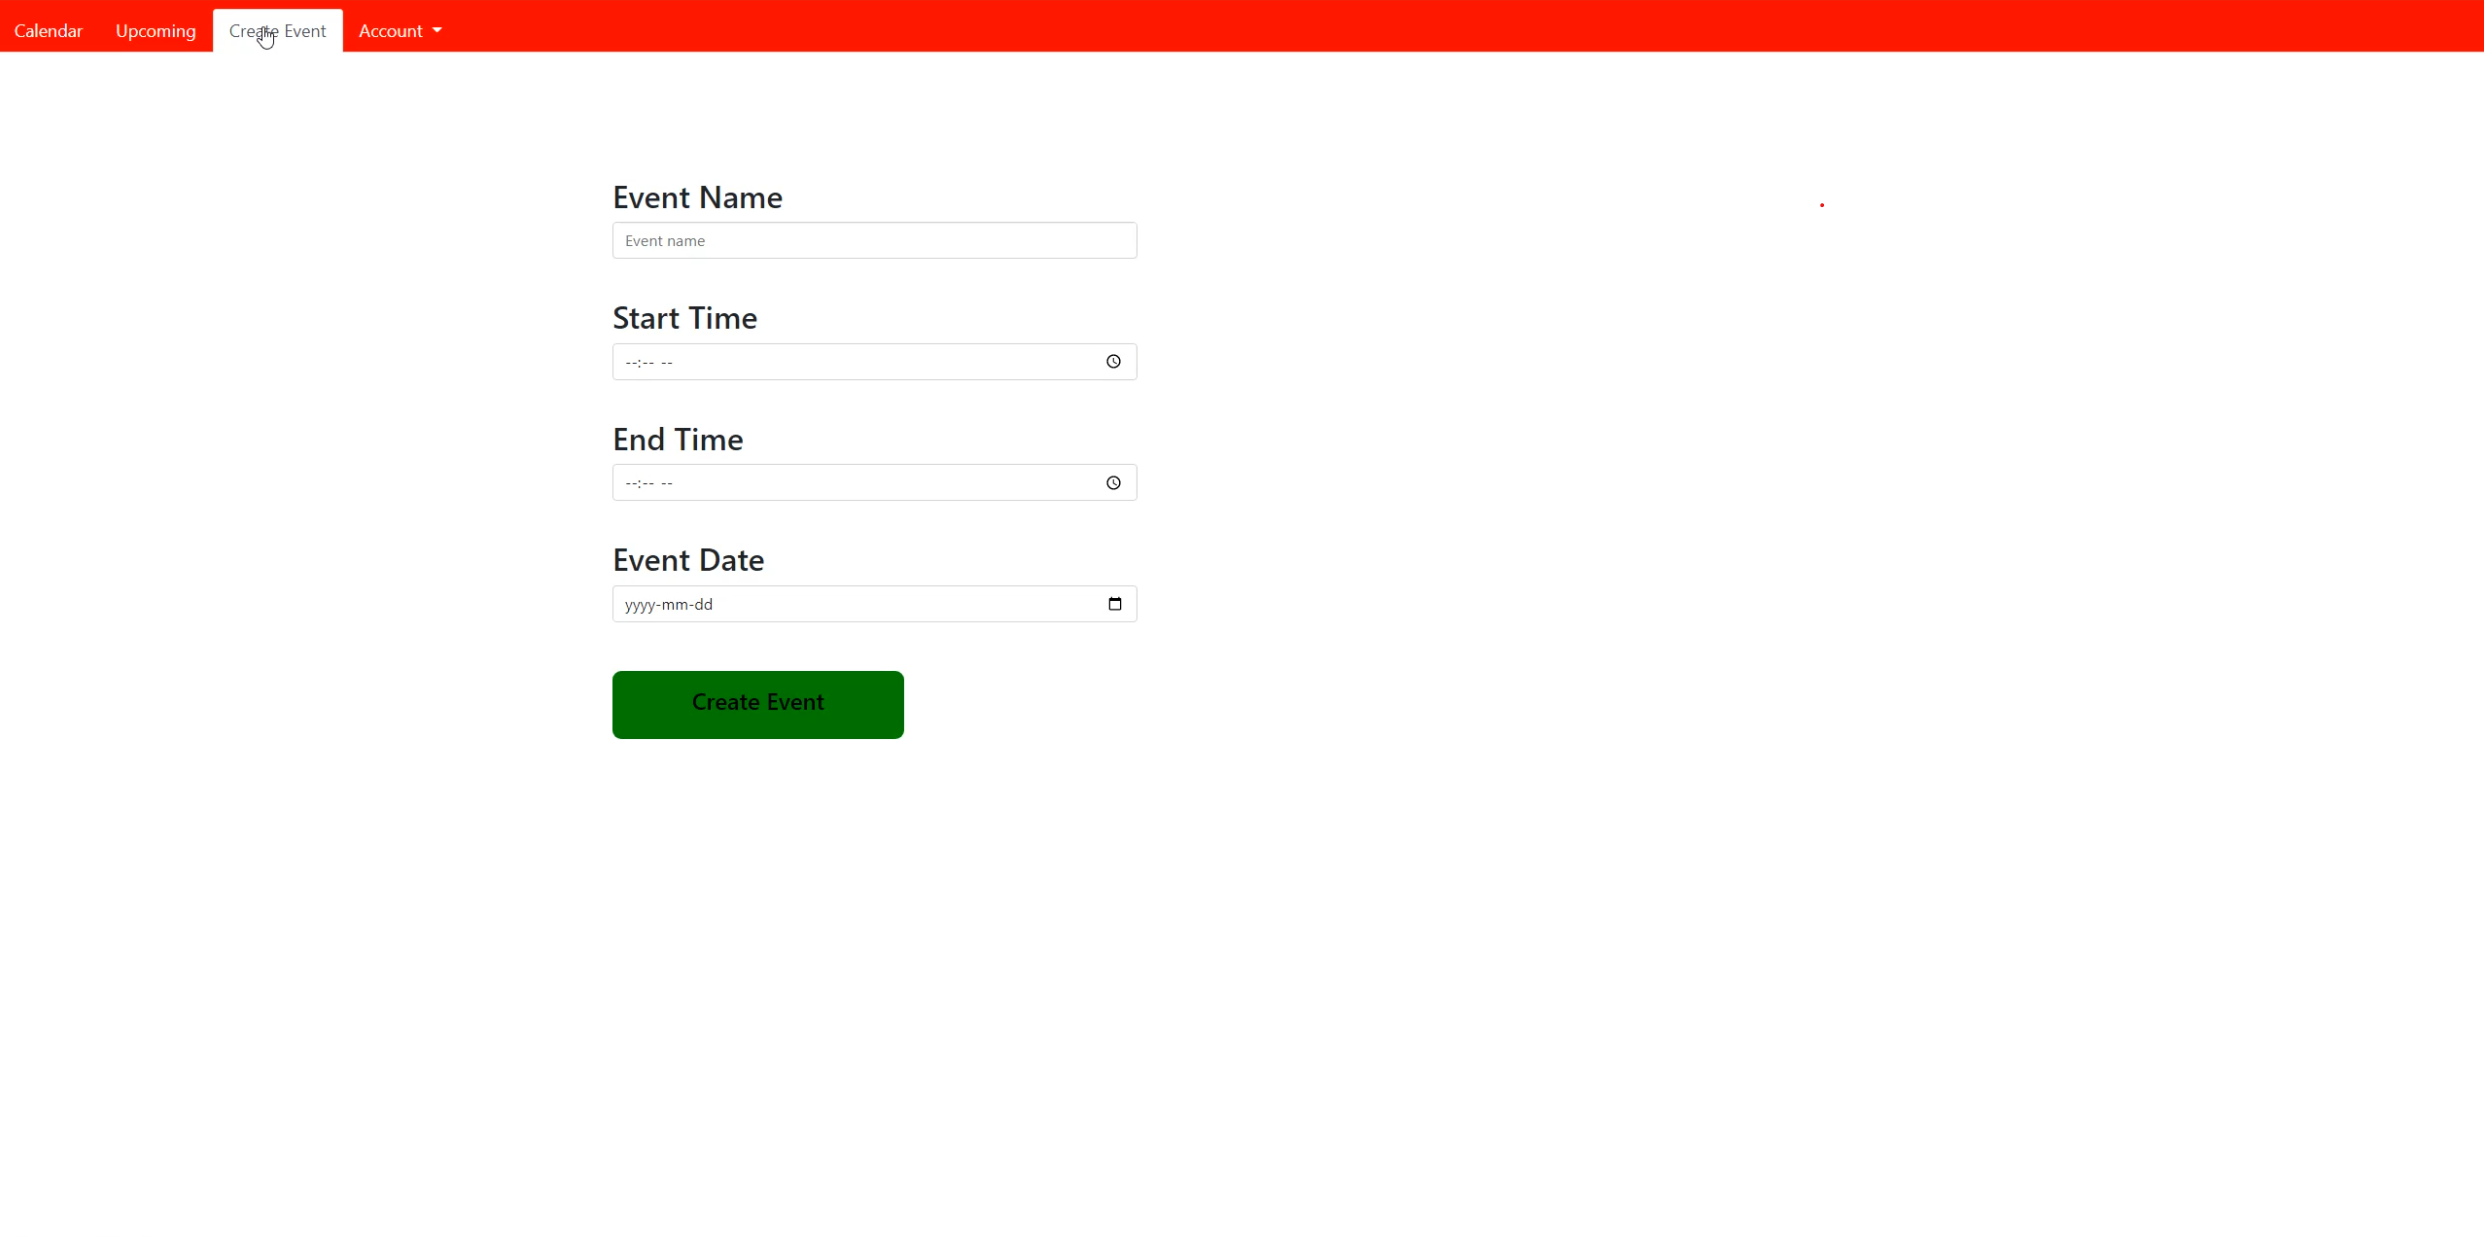 Calendar Upcoming Create Event Account
Event Name
Event name
Start Time
--:-- --
End Time
--:-- --
Event Date
yyyy-mm-dd
Create Event